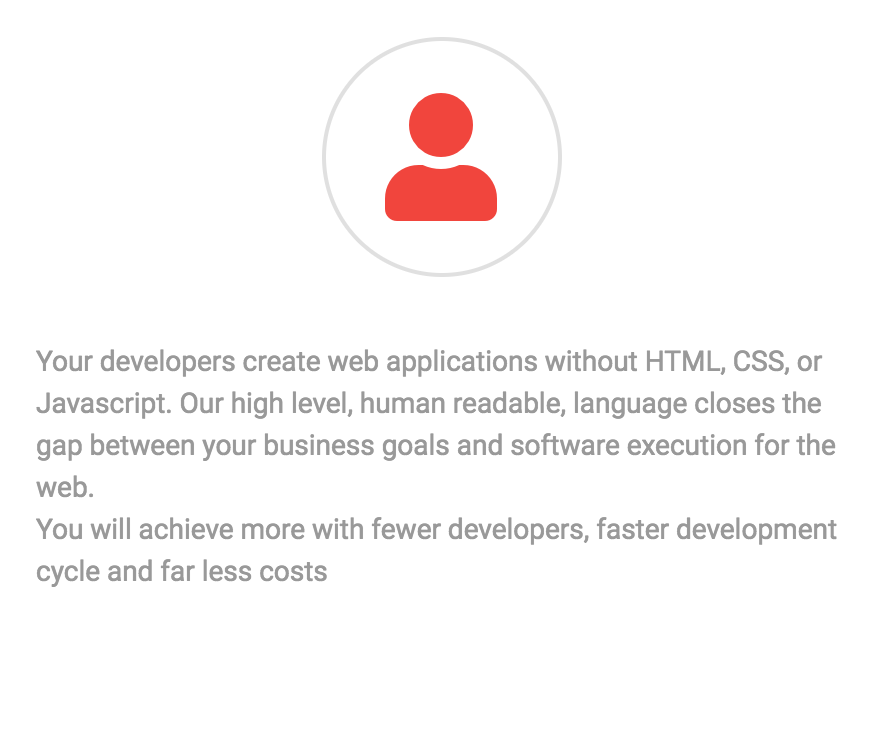 Your developers create web applications without HTML, CSS, or
Javascript. Our high level, human readable, language closes the
gap between your business goals and software execution for the
web.
You will achieve more with fewer developers, faster development
cycle and far less costs